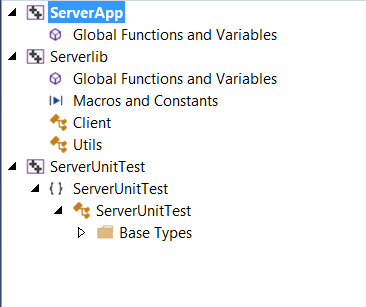 ServerApp
Global Functions and Variables
Serverlib
Global Functions and Variables
Macros and Constants
Client
Utils
ServerUnitTest
{ } ServerUnitTest
ServerUnitTest
Base Types